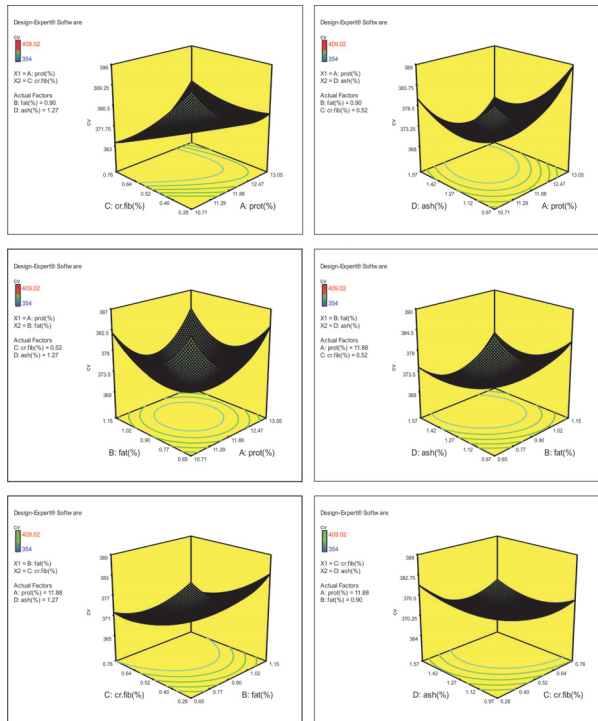 Design-Expert® Software
cv
409.02
354
X1 = A: prot(%)
X2 = C: cr.fib(%)
Actual Factors
B: fat(%) = 0.90
D: ash(%) = 1.27
398
389.25
380.5
371.75
363
cv
0.76
0.64
0.52
0.40
0.28
10.71
11.29
11.88
12.47
13.05
C: cr.fib(%)
A: prot(%)
Design-Expert® Software
cv
409.02
354
X1 = A: prot(%)
X2 = D: ash(%)
Actual Factors
B: fat(%) = 0.90
C: cr.fib(%) = 0.52
389
383.75
378.5
373.25
368
cv
1.57
1.42
1.27
1.12
0.97
10.71
11.29
11.88
12.47
13.05
D: ash(%)
A: prot(%)
Design-Expert® Software
cv
409.02
354
X1 = A: prot(%)
X2 = B: fat(%)
Actual Factors
C: cr.fib(%) = 0.52
D: ash(%) = 1.27
387
382.5
378
373.5
369
cv
1.15
1.02
0.90
0.77
0.65
10.71
11.29
11.88
12.47
13.05
B: fat(%)
A: prot(%)
Design-Expert® Software
cv
409.02
354
X1 = B: fat(%)
X2 = D: ash(%)
Actual Factors
A: prot(%) = 11.88
C: cr.fib(%) = 0.52
390
384.5
379
373.5
368
cv
1.57
1.42
1.27
1.12
0.97
0.65
0.77
0.90
1.02
1.15
D: ash(%)
B: fat(%)
Design-Expert® Software
cv
409.02
354
X1 = B: fat(%)
X2 = C: cr.fib(%)
Actual Factors
A: prot(%) = 11.88
D: ash(%) = 1.27
389
383
377
371
365
cv
0.76
0.64
0.52
0.40
0.28
0.65
0.77
0.90
1.02
1.15
C: cr.fib(%)
B: fat(%)
Design-Expert® Software
cv
409.02
354
X1 = C: cr.fib(%)
X2 = D: ash(%)
Actual Factors
A: prot(%) = 11.88
B: fat(%) = 0.90
389
382.75
376.5
370.25
364
cv
1.57
1.42
1.27
1.12
0.97
0.28
0.40
0.52
0.64
0.76
D: ash(%)
C: cr.fib(%)